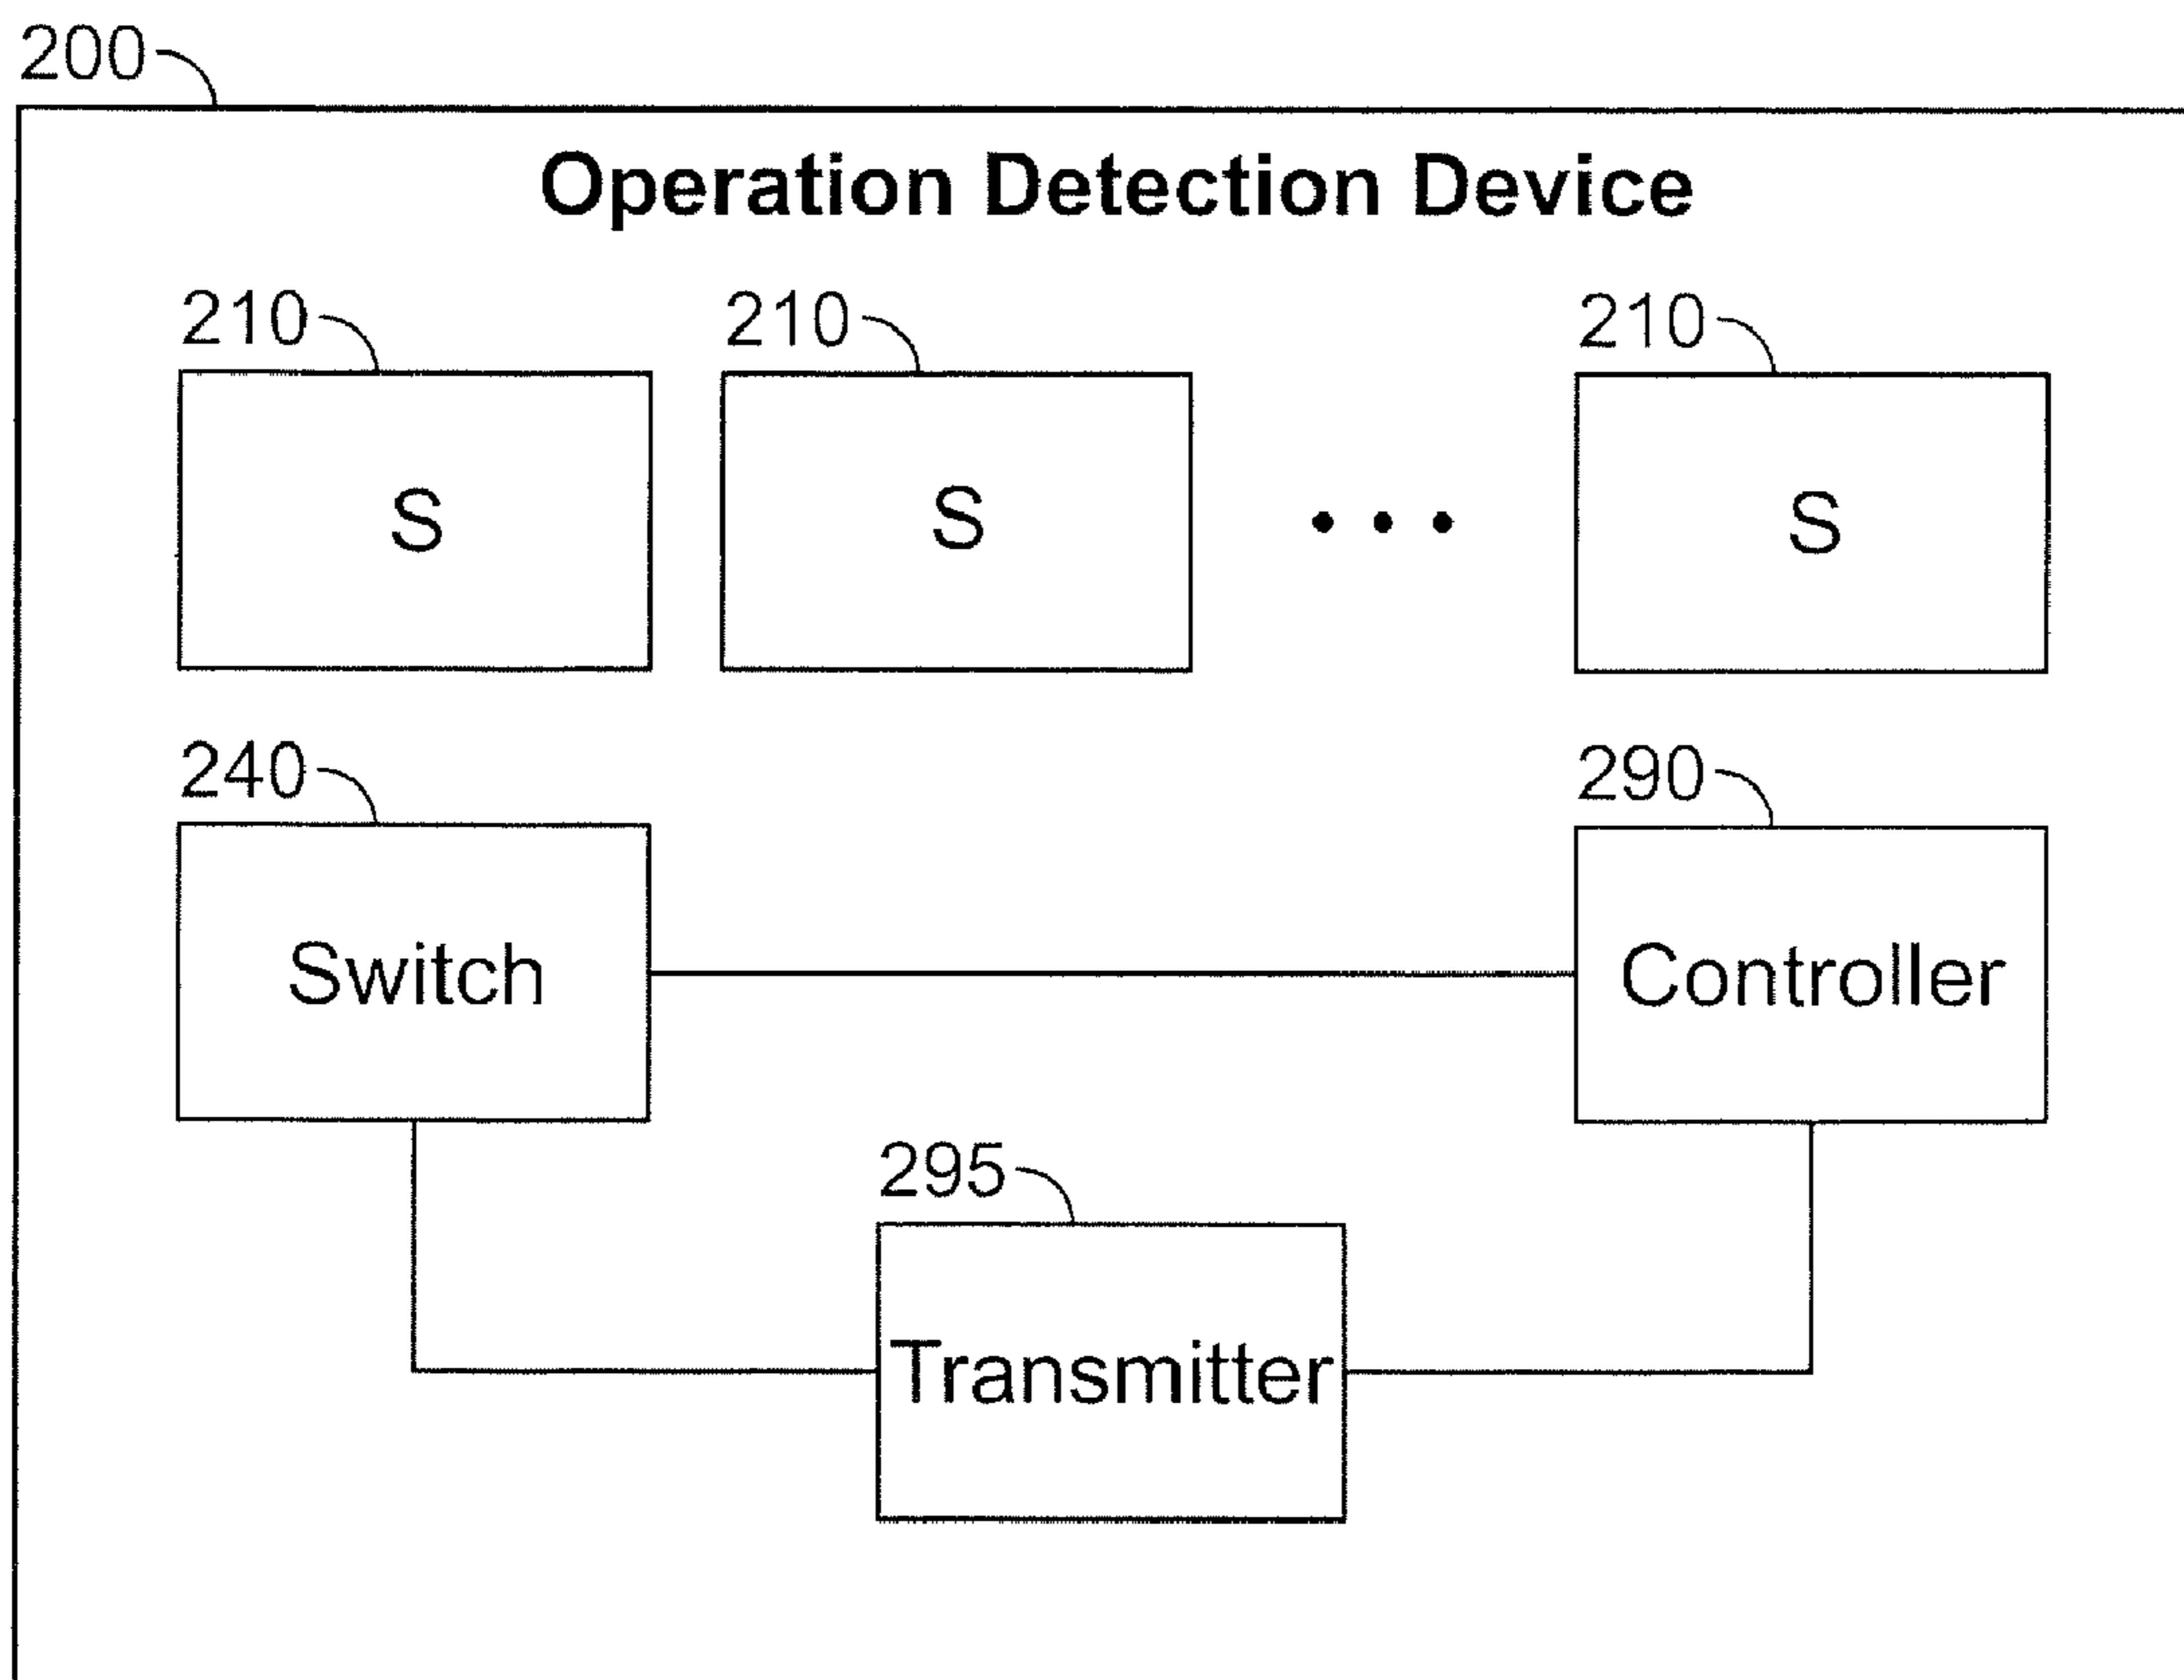 200
Operation Detection Device
210 210 210
S S • • • S
240 290
Switch Controller
295
Transmitter